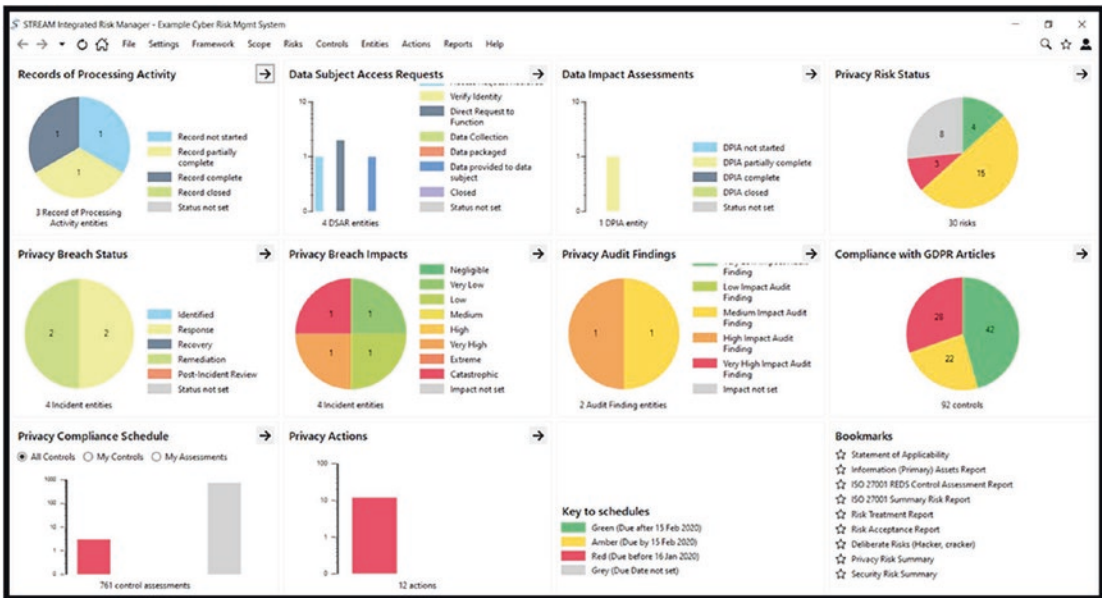 STREAM Integrated Risk Manager - Example Cyber Risk Mgmt System
File Settings Framework Scope Risks Controls Entities Actions Reports Help
Records of Processing Activity
1
1
1
Record not started
Record partially
complete
Record complete
Record closed
Status not set
3 Record of Processing
Activity entities
Data Subject Access Requests
10
1
0
Verify Identity
Direct Request to
Function
Data Collection
Data packaged
Data provided to data
subject
Closed
Status not set
4 DSAR entities
Data Impact Assessments
10
5
0
DPIA not started
DPIA partially complete
DPIA complete
DPIA closed
Status not set
1 DPIA entity
Privacy Risk Status
8
4
3
15
30 risks
Privacy Breach Status
2
2
Identified
Response
Recovery
Remediation
Post-Incident Review
Status not set
4 Incident entities
Privacy Breach Impacts
1
1
1
1
Negligible
Very Low
Low
Medium
High
Very High
Extreme
Catastrophic
Impact not set
4 Incident entities
Privacy Audit Findings
1
1
Finding
Low Impact Audit
Finding
Medium Impact Audit
Finding
High Impact Audit
Finding
Very High Impact Audit
Finding
Impact not set
2 Audit Finding entities
Compliance with GDPR Articles
28
42
22
92 controls
Privacy Compliance Schedule
All Controls My Controls My Assessments
1000
100
10
1
0
761 control assessments
Privacy Actions
100
10
1
0
12 actions
Key to schedules
Green (Due after 15 Feb 2020)
Amber (Due by 15 Feb 2020)
Red (Due before 16 Jan 2020)
Grey (Due Date not set)
Bookmarks
Statement of Applicability
Information (Primary) Assets Report
ISO 27001 REDS Control Assessment Report
ISO 27001 Summary Risk Report
Risk Treatment Report
Risk Acceptance Report
Deliberate Risks (Hacker, cracker)
Privacy Risk Summary
Security Risk Summary